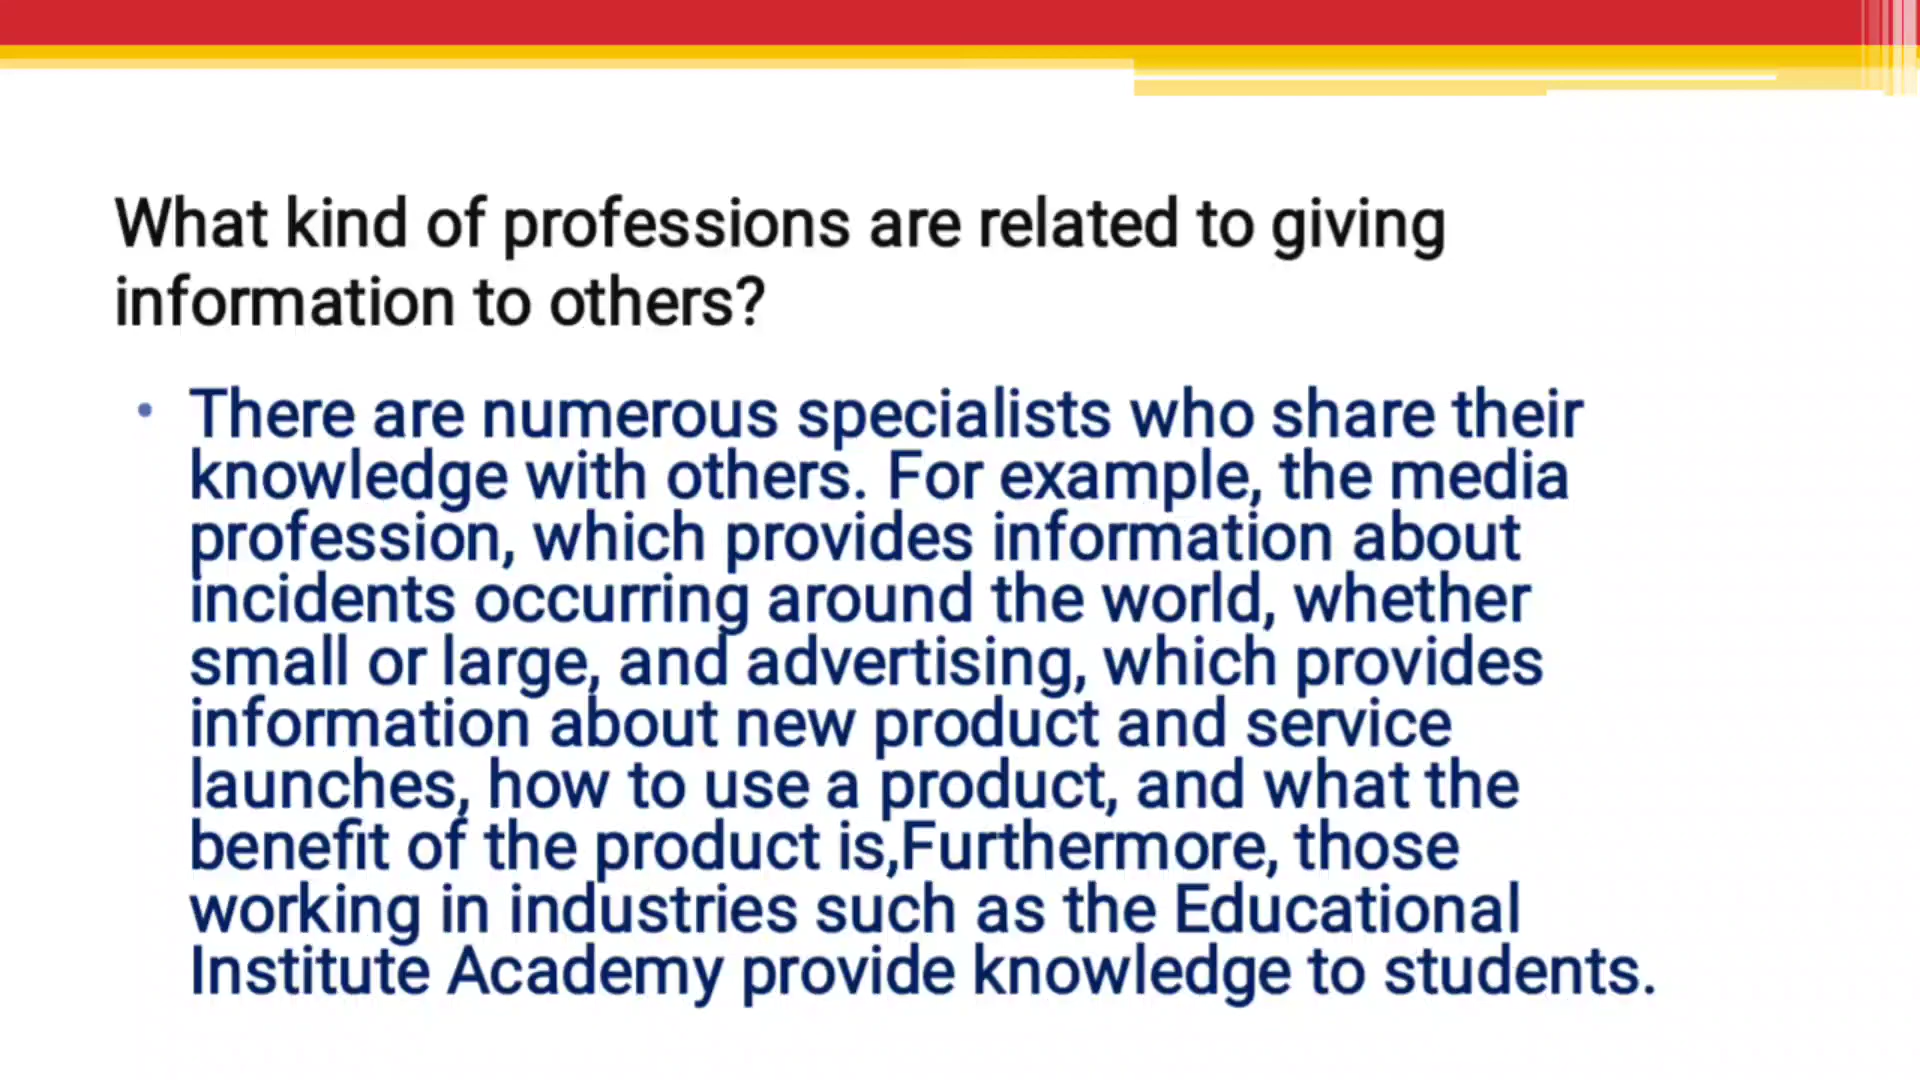 What kind of professions are related to giving
information to others?
• There are numerous specialists who share their
knowledge with others. For example, the media
profession, which provides information about
incidents occurring around the world, whether
small or large, and advertising, which provides
information about new product and service
launches, how to use a product, and what the
benefit of the product is,Furthermore, those
working in industries such as the Educational
Institute Academy provide knowledge to students.